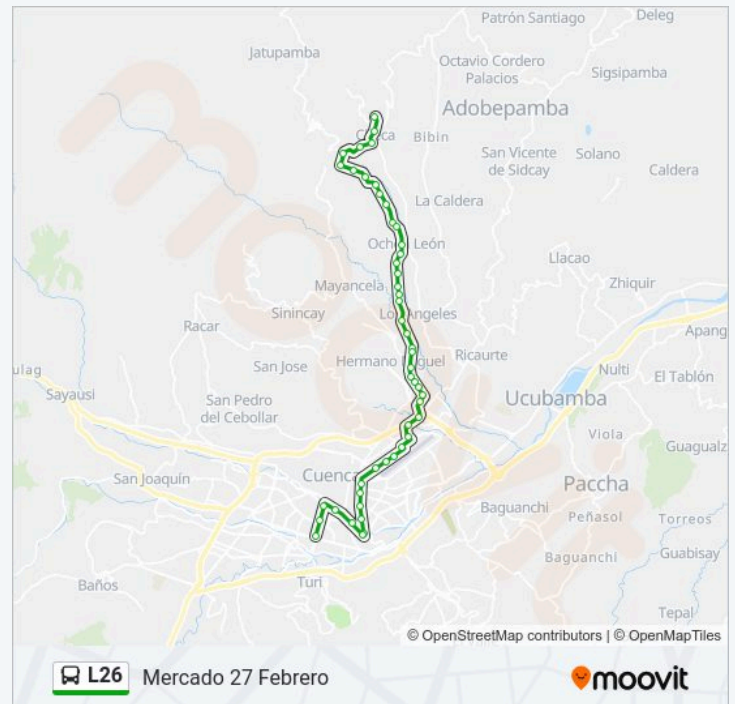 Patrón Santiago
Deleg
Jatupamba
Octavio Cordero
Palacios
Sigsipamba
Adobepamba
Bibin
San Vicente
de Sidcay
Solano
Caldera
La Caldera
León
Llacao
Mayancela
Zhiquir
Sinincay
Los Angeles
Racar
Apang
San Jose
Hermano Miguel
Ricaurte
Nulti
ulag
El Tablón
Sayausi
San Pedro
del Cebollar
Ucubamba
Viola
Guagualz
San Joaquín
Cuenca
Paccha
Baguanchi
Peñasol
Torreos
Baguanchi
Guabisay
Baños
Turi
Tepal
© OpenStreetMap contributors | © OpenMapTiles
L26 Mercado 27 Febrero
moovit